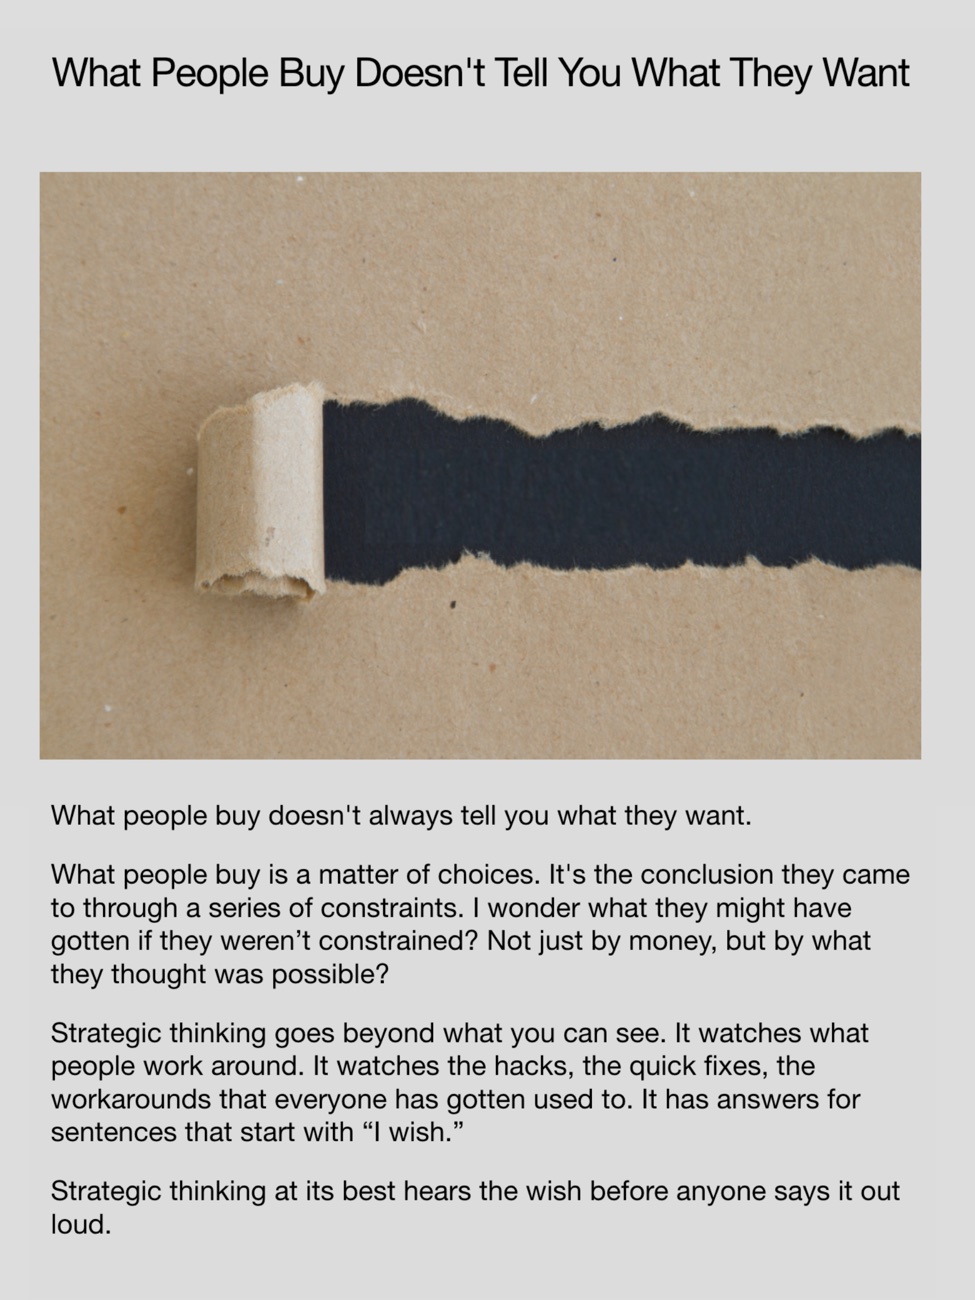 What People Buy Doesn't Tell You What They Want
What people buy doesn't always tell you what they want.
What people buy is a matter of choices. It's the conclusion they came
to through a series of constraints. I wonder what they might have
gotten if they weren’t constrained? Not just by money, but by what
they thought was possible?
Strategic thinking goes beyond what you can see. It watches what
people work around. It watches the hacks, the quick fixes, the
workarounds that everyone has gotten used to. It has answers for
sentences that start with “I wish.”
Strategic thinking at its best hears the wish before anyone says it out
loud.